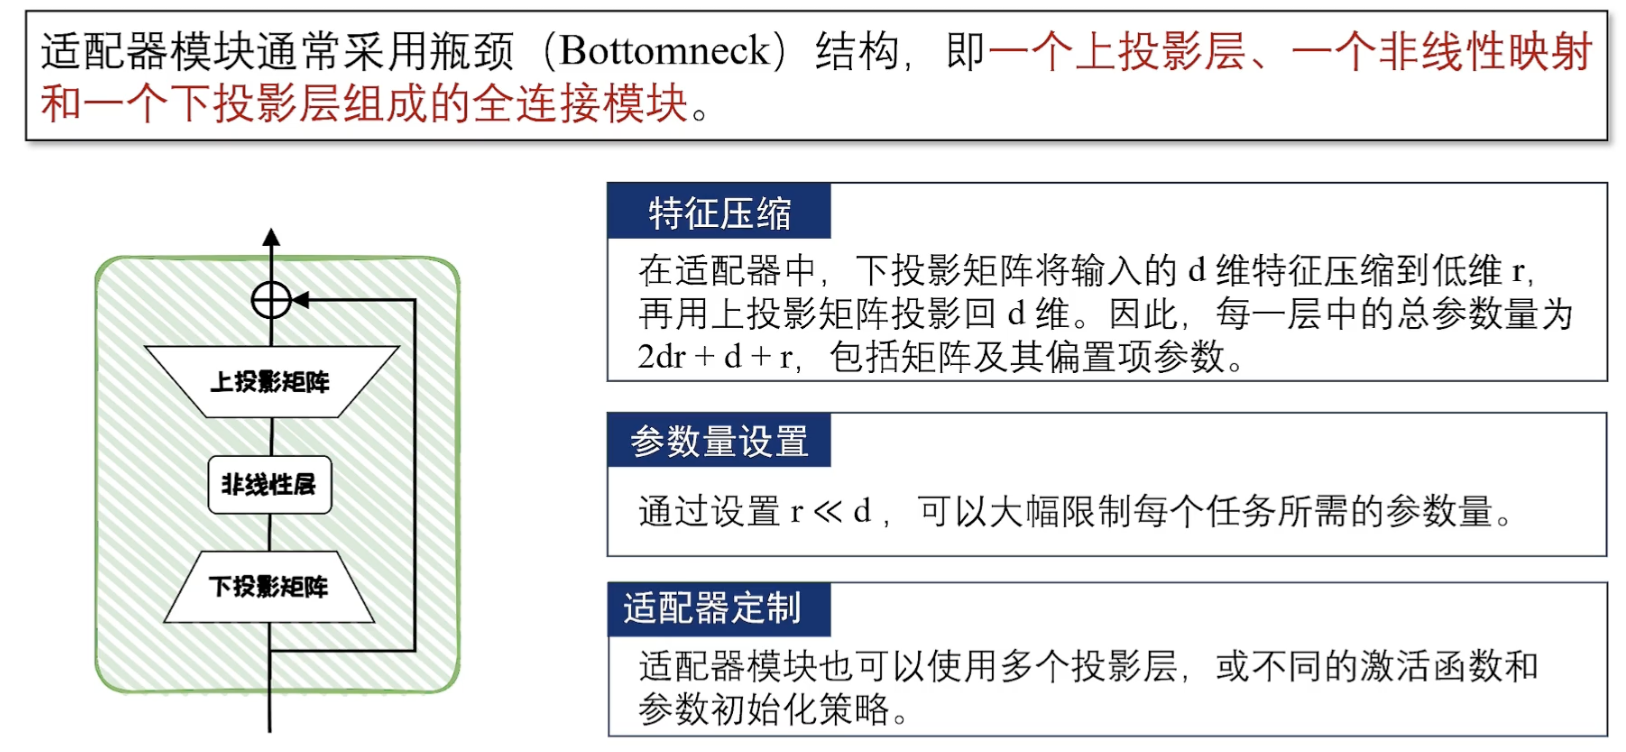 适配器模块通常采用瓶颈（Bottomneck）结构，即一个上投影层、一个非线性映射
和一个下投影层组成的全连接模块。
上投影矩阵
非线性层
下投影矩阵
特征压缩
在适配器中，下投影矩阵将输入的 d 维特征压缩到低维 r，
再用上投影矩阵投影回 d 维。因此，每一层中的总参数量为
2dr + d + r，包括矩阵及其偏置项参数。
参数量设置
通过设置 r ≪ d ，可以大幅限制每个任务所需的参数量。
适配器定制
适配器模块也可以使用多个投影层，或不同的激活函数和
参数初始化策略。